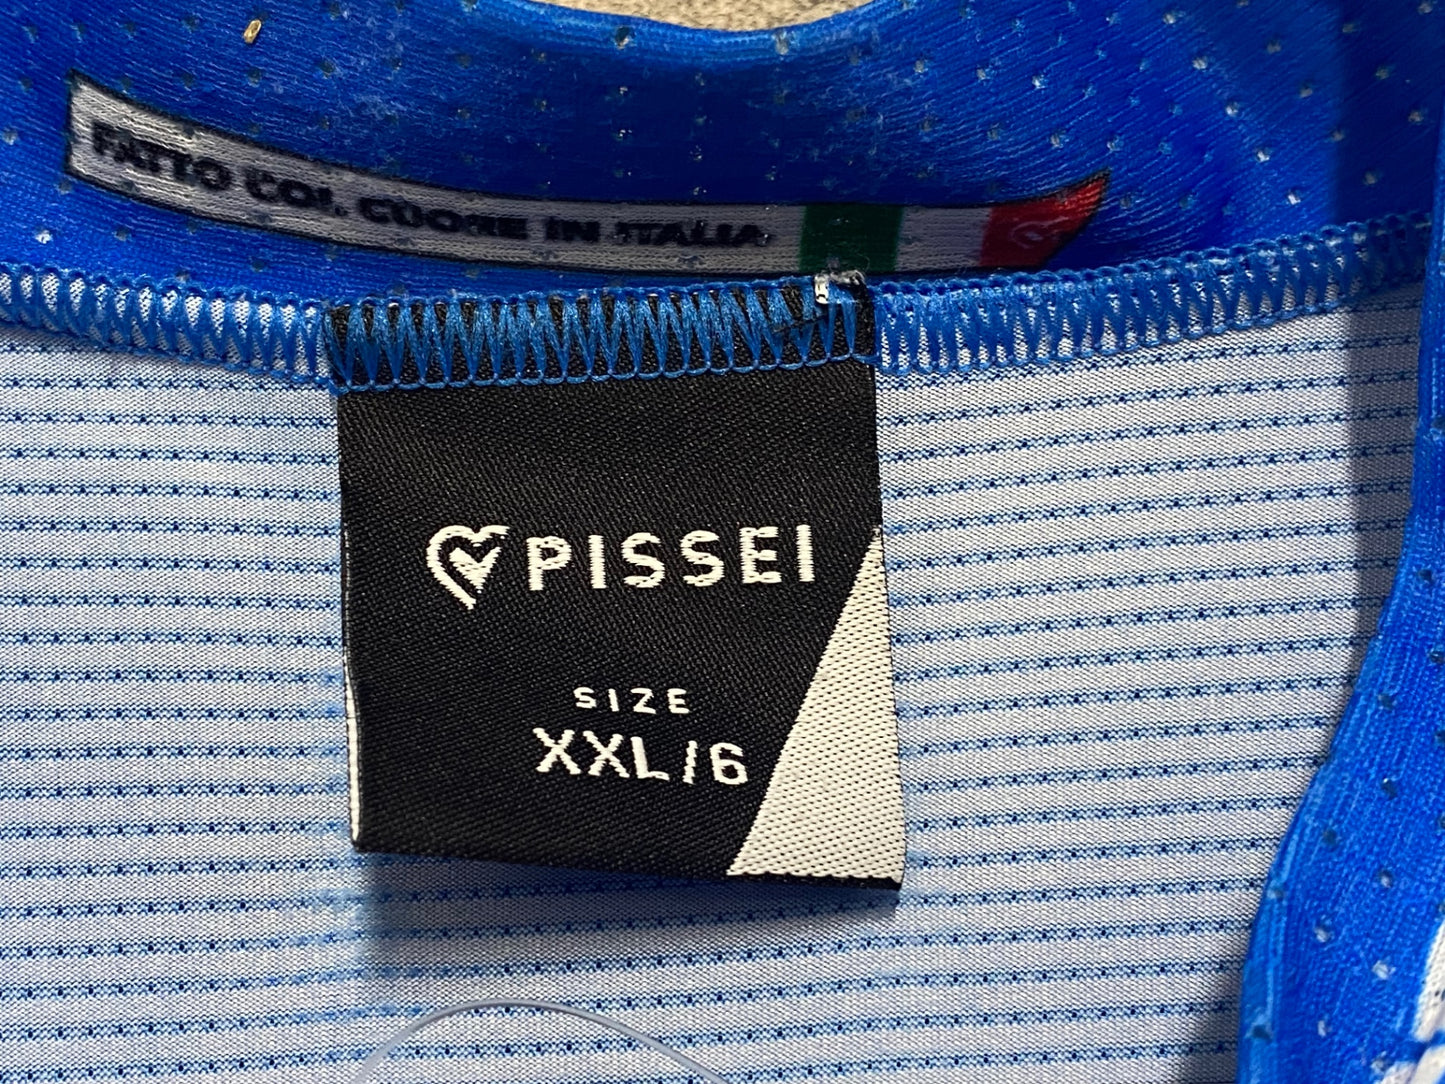 FATTO COL CUORE IN ITALIA
PISSEI
SIZE
XXL/6